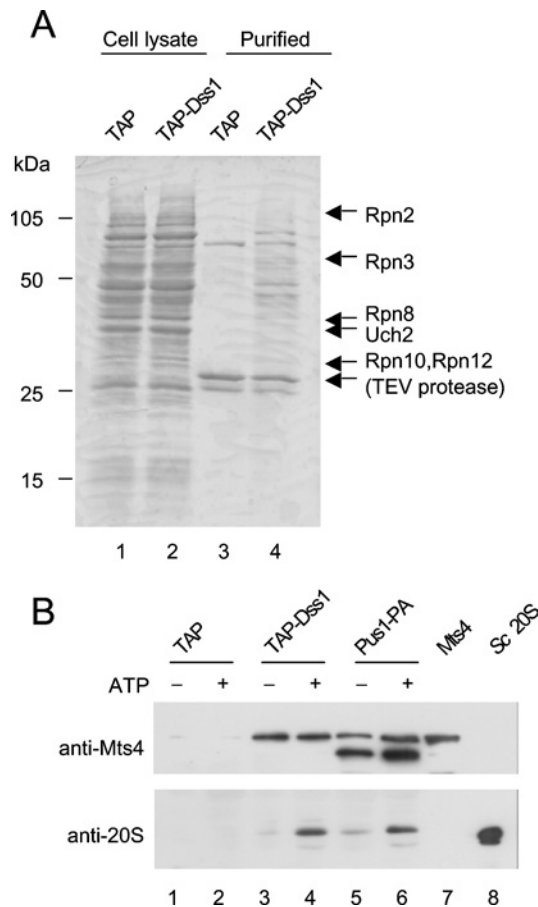 A
Cell lysate Purified
TAP TAP-Dss1 TAP TAP-Dss1
kDa
105
50
25
15
Rpn2
Rpn3
Rpn8
Uch2
Rpn10,Rpn12
(TEV protease)
1 2 3 4
B
TAP TAP-Dss1 Pus1-PA Mts4 Sc 20S
ATP – + – + – +
anti-Mts4
anti-20S
1 2 3 4 5 6 7 8